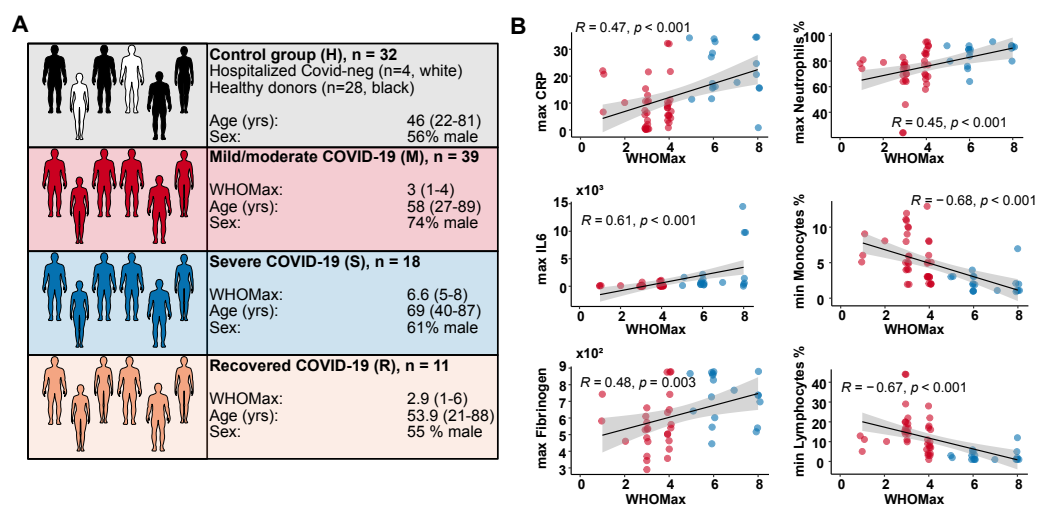 A
Control group (H), n = 32
Hospitalized Covid-neg (n=4, white)
Healthy donors (n=28, black)
Age (yrs): 46 (22-81)
Sex: 56% male
Mild/moderate COVID-19 (M), n = 39
WHOMax: 3 (1-4)
Age (yrs): 58 (27-89)
Sex: 74% male
Severe COVID-19 (S), n = 18
WHOMax: 6.6 (5-8)
Age (yrs): 69 (40-87)
Sex: 61% male
Recovered COVID-19 (R), n = 11
WHOMax: 2.9 (1-6)
Age (yrs): 53.9 (21-88)
Sex: 55 % male
B
R = 0.47, p < 0.001
max CRP
30
20
10
0
0 2 4 6 8
WHOMax
max Neutrophils %
100
80
60
40
R = 0.45, p < 0.001
0 2 4 6 8
WHOMax
x10³
max IL6
15
10
5
0
R = 0.61, p < 0.001
0 2 4 6 8
WHOMax
R = −0.68, p < 0.001
min Monocytes %
10
5
0
0 2 4 6 8
WHOMax
x10²
max Fibrinogen
9
8
7
6
5
4
3
R = 0.48, p = 0.003
0 2 4 6 8
WHOMax
min Lymphocytes %
40
30
20
10
0
R = −0.67, p < 0.001
0 2 4 6 8
WHOMax